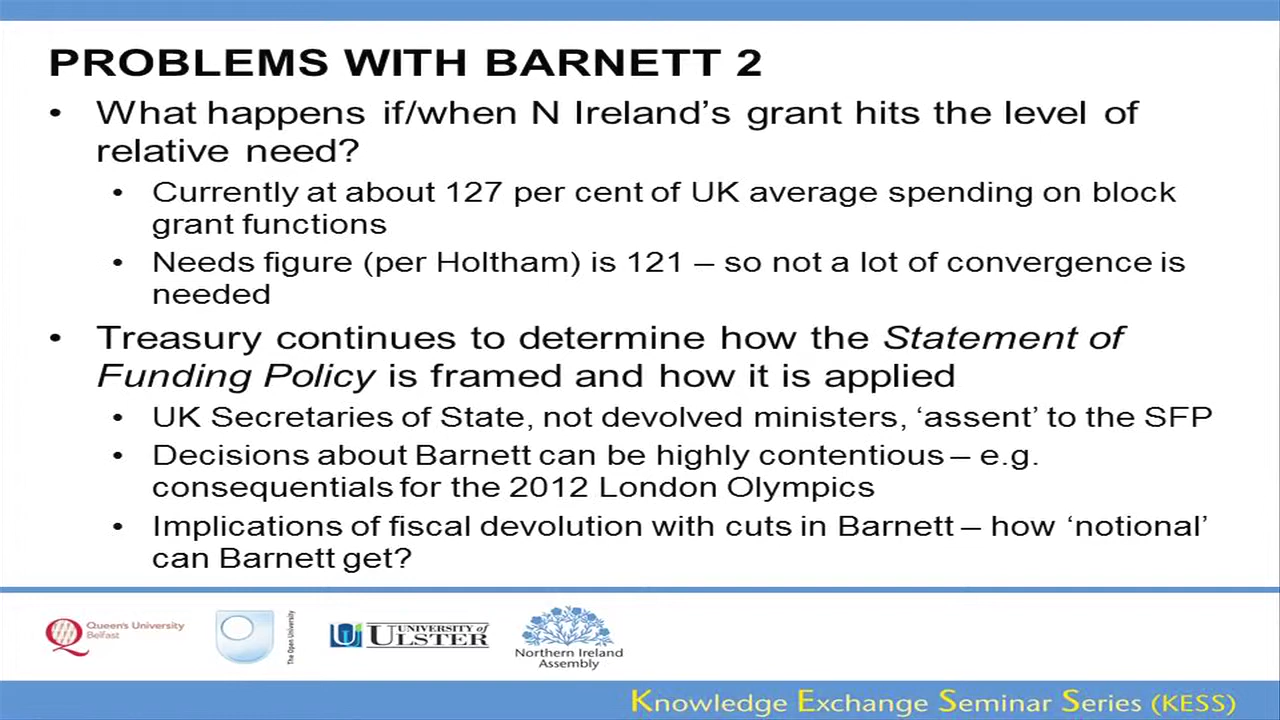 PROBLEMS WITH BARNETT 2
• What happens if/when N Ireland’s grant hits the level of
relative need?
• Currently at about 127 per cent of UK average spending on block
grant functions
• Needs figure (per Holtham) is 121 – so not a lot of convergence is
needed
• Treasury continues to determine how the Statement of
Funding Policy is framed and how it is applied
• UK Secretaries of State, not devolved ministers, ‘assent’ to the SFP
• Decisions about Barnett can be highly contentious – e.g.
consequentials for the 2012 London Olympics
• Implications of fiscal devolution with cuts in Barnett – how ‘notional’
can Barnett get?
Queen's University
Belfast
The Open University
UNIVERSITY of
ULSTER
Northern Ireland
Assembly
Knowledge Exchange Seminar Series (KESS)